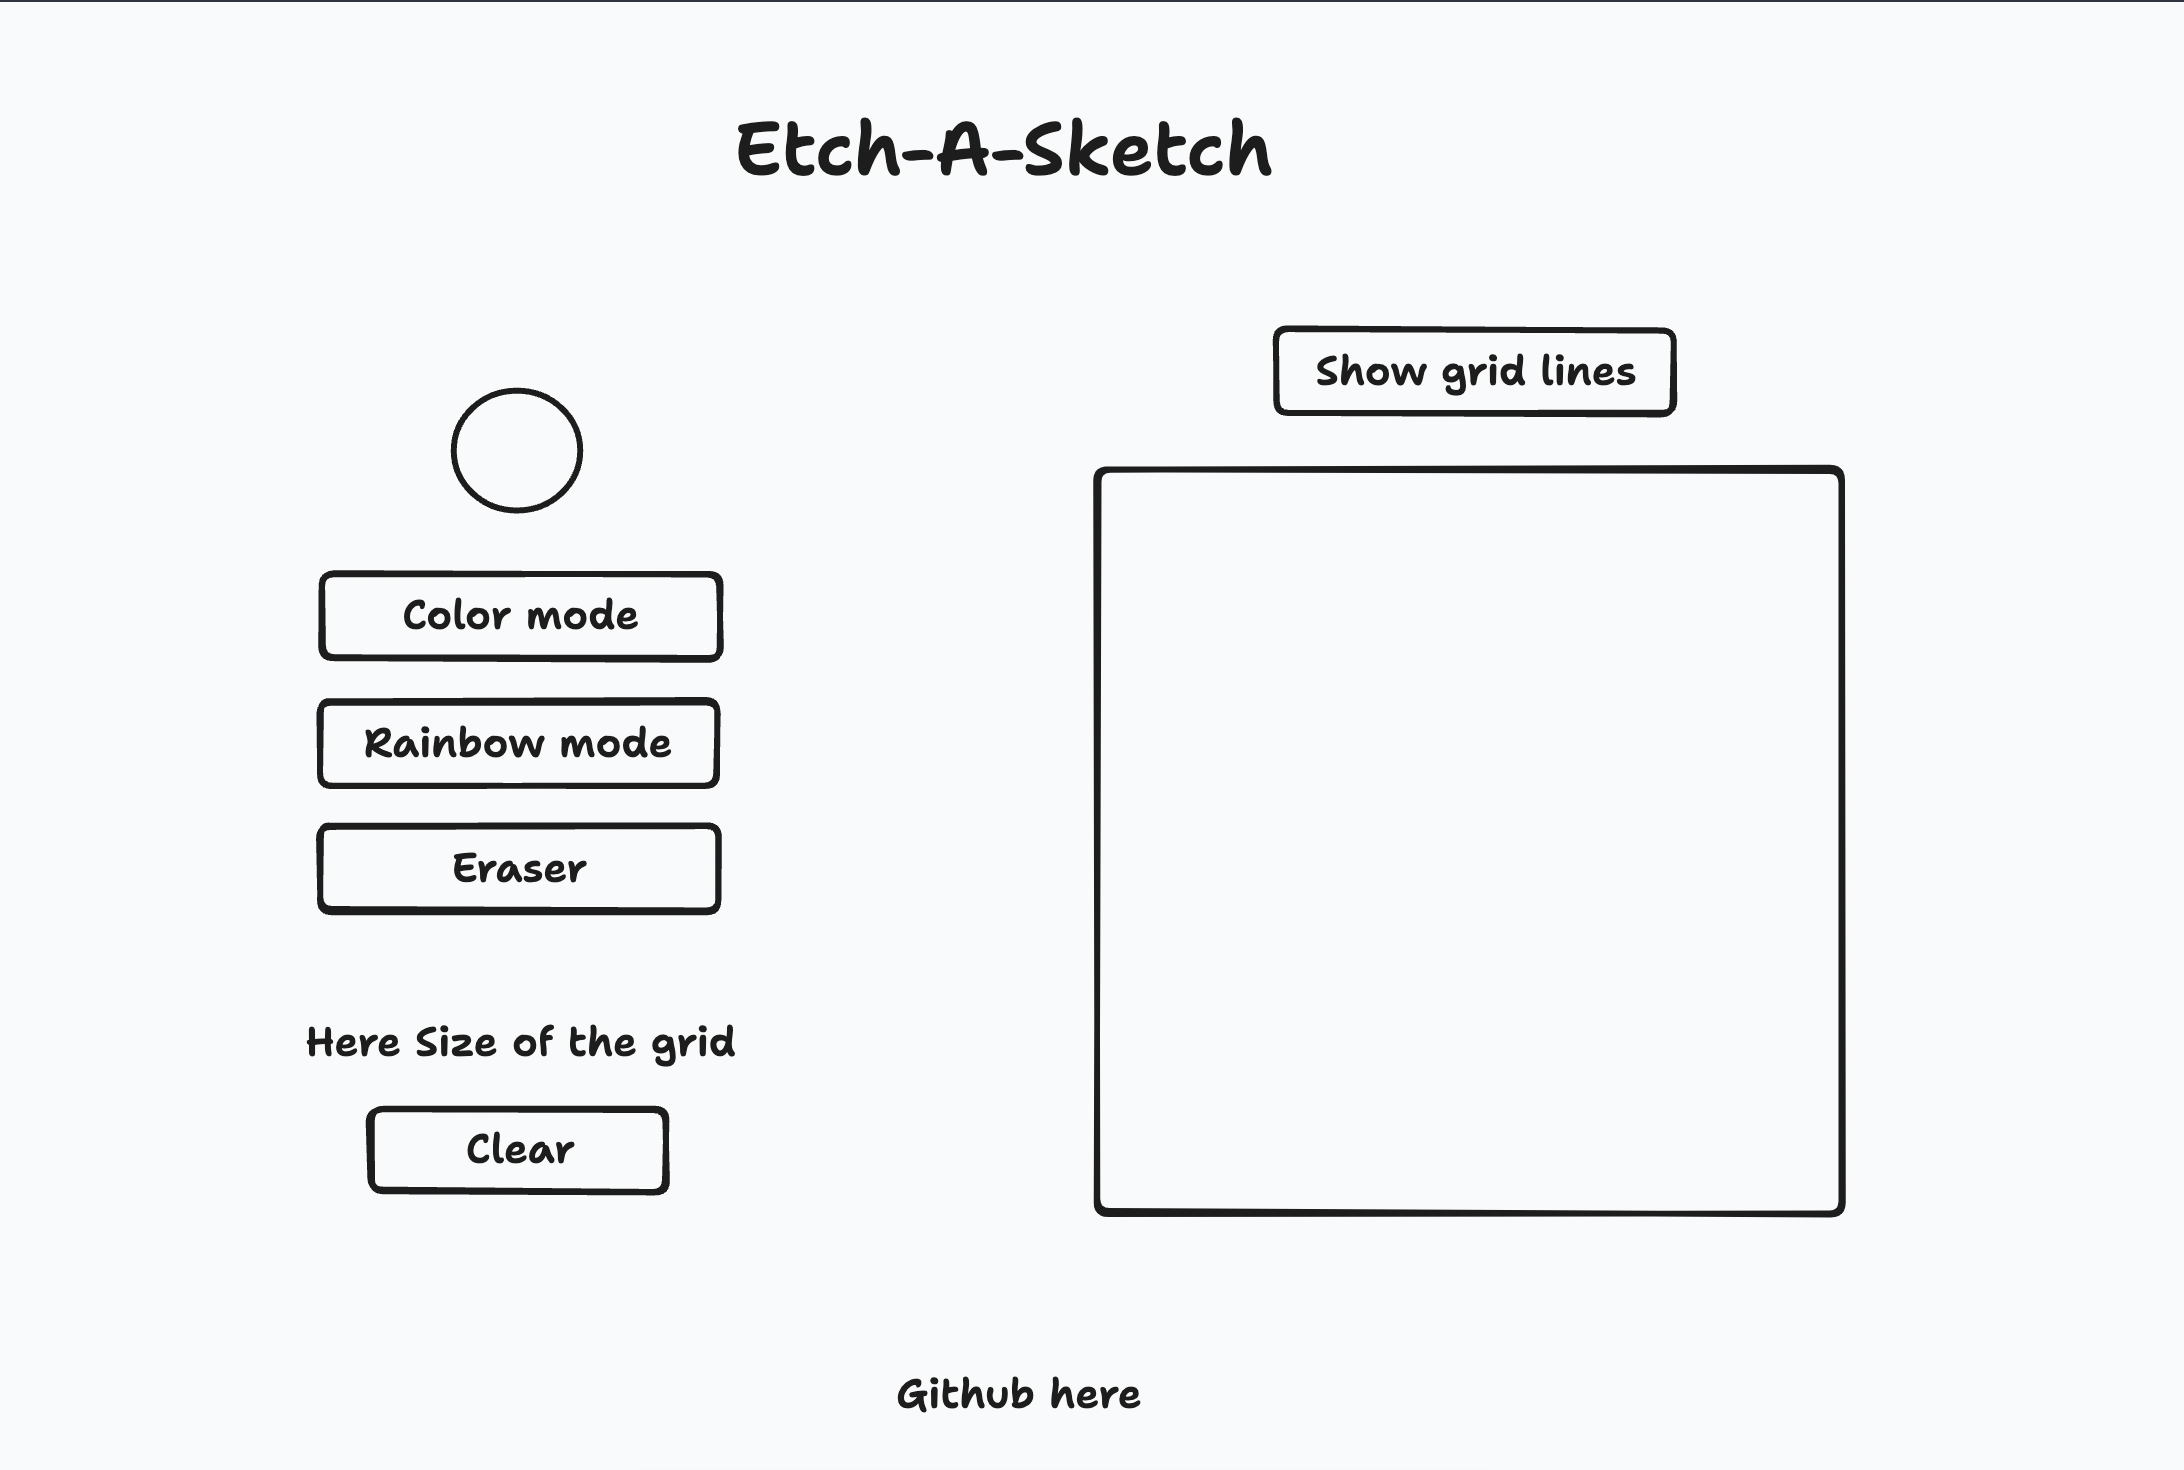 Etch-A-Sketch
Show grid lines
Color mode
Rainbow mode
Eraser
Here Size of the grid
Clear
Github here